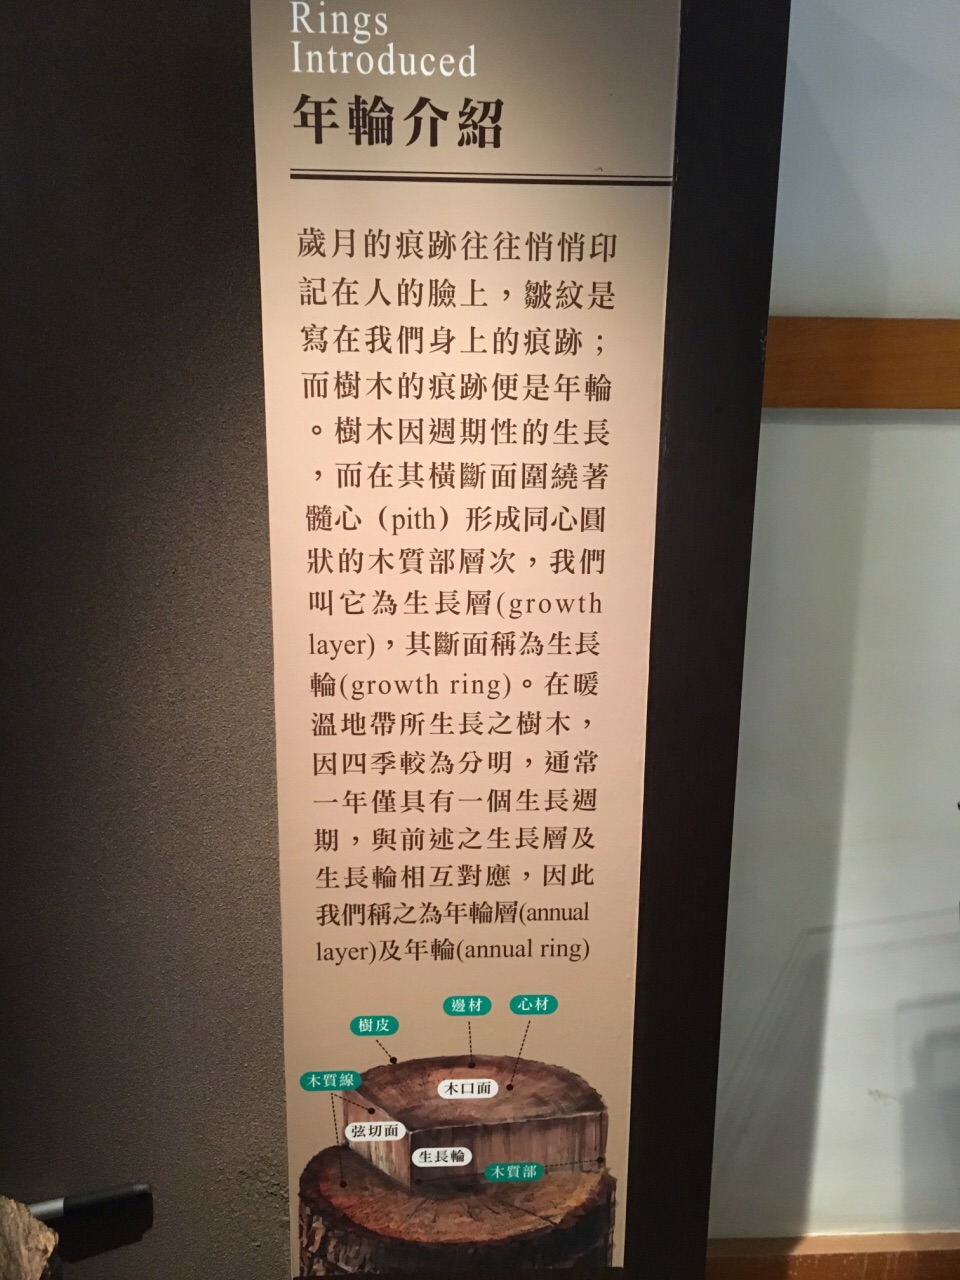 Rings
Introduced
年輪介紹
歲月的痕跡往往悄悄印
記在人的臉上，皺紋是
寫在我們身上的痕跡；
而樹木的痕跡便是年輪
。樹木因週期性的生長
，而在其橫斷面圍繞著
髓心（pith）形成同心圓
狀的木質部層次，我們
叫它為生長層(growth
layer)，其斷面稱為生長
輪(growth ring)。在暖
溫地帶所生長之樹木，
因四季較為分明，通常
一年僅具有一個生長週
期，與前述之生長層及
生長輪相互對應，因此
我們稱之為年輪層(annual
layer)及年輪(annual ring)
邊材
心材
樹皮
木質線
木口面
弦切面
生長輪
木質部